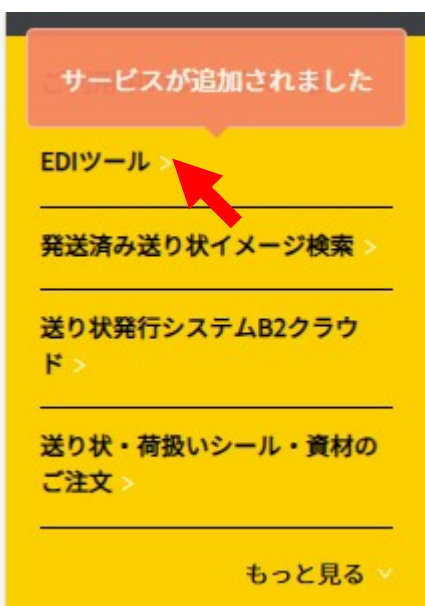 サービスが追加されました
EDIツール >
発送済み送り状イメージ検索 >
送り状発行システムB2クラウ
ド >
送り状・荷扱いシール・資材の
ご注文 >
もっと見る